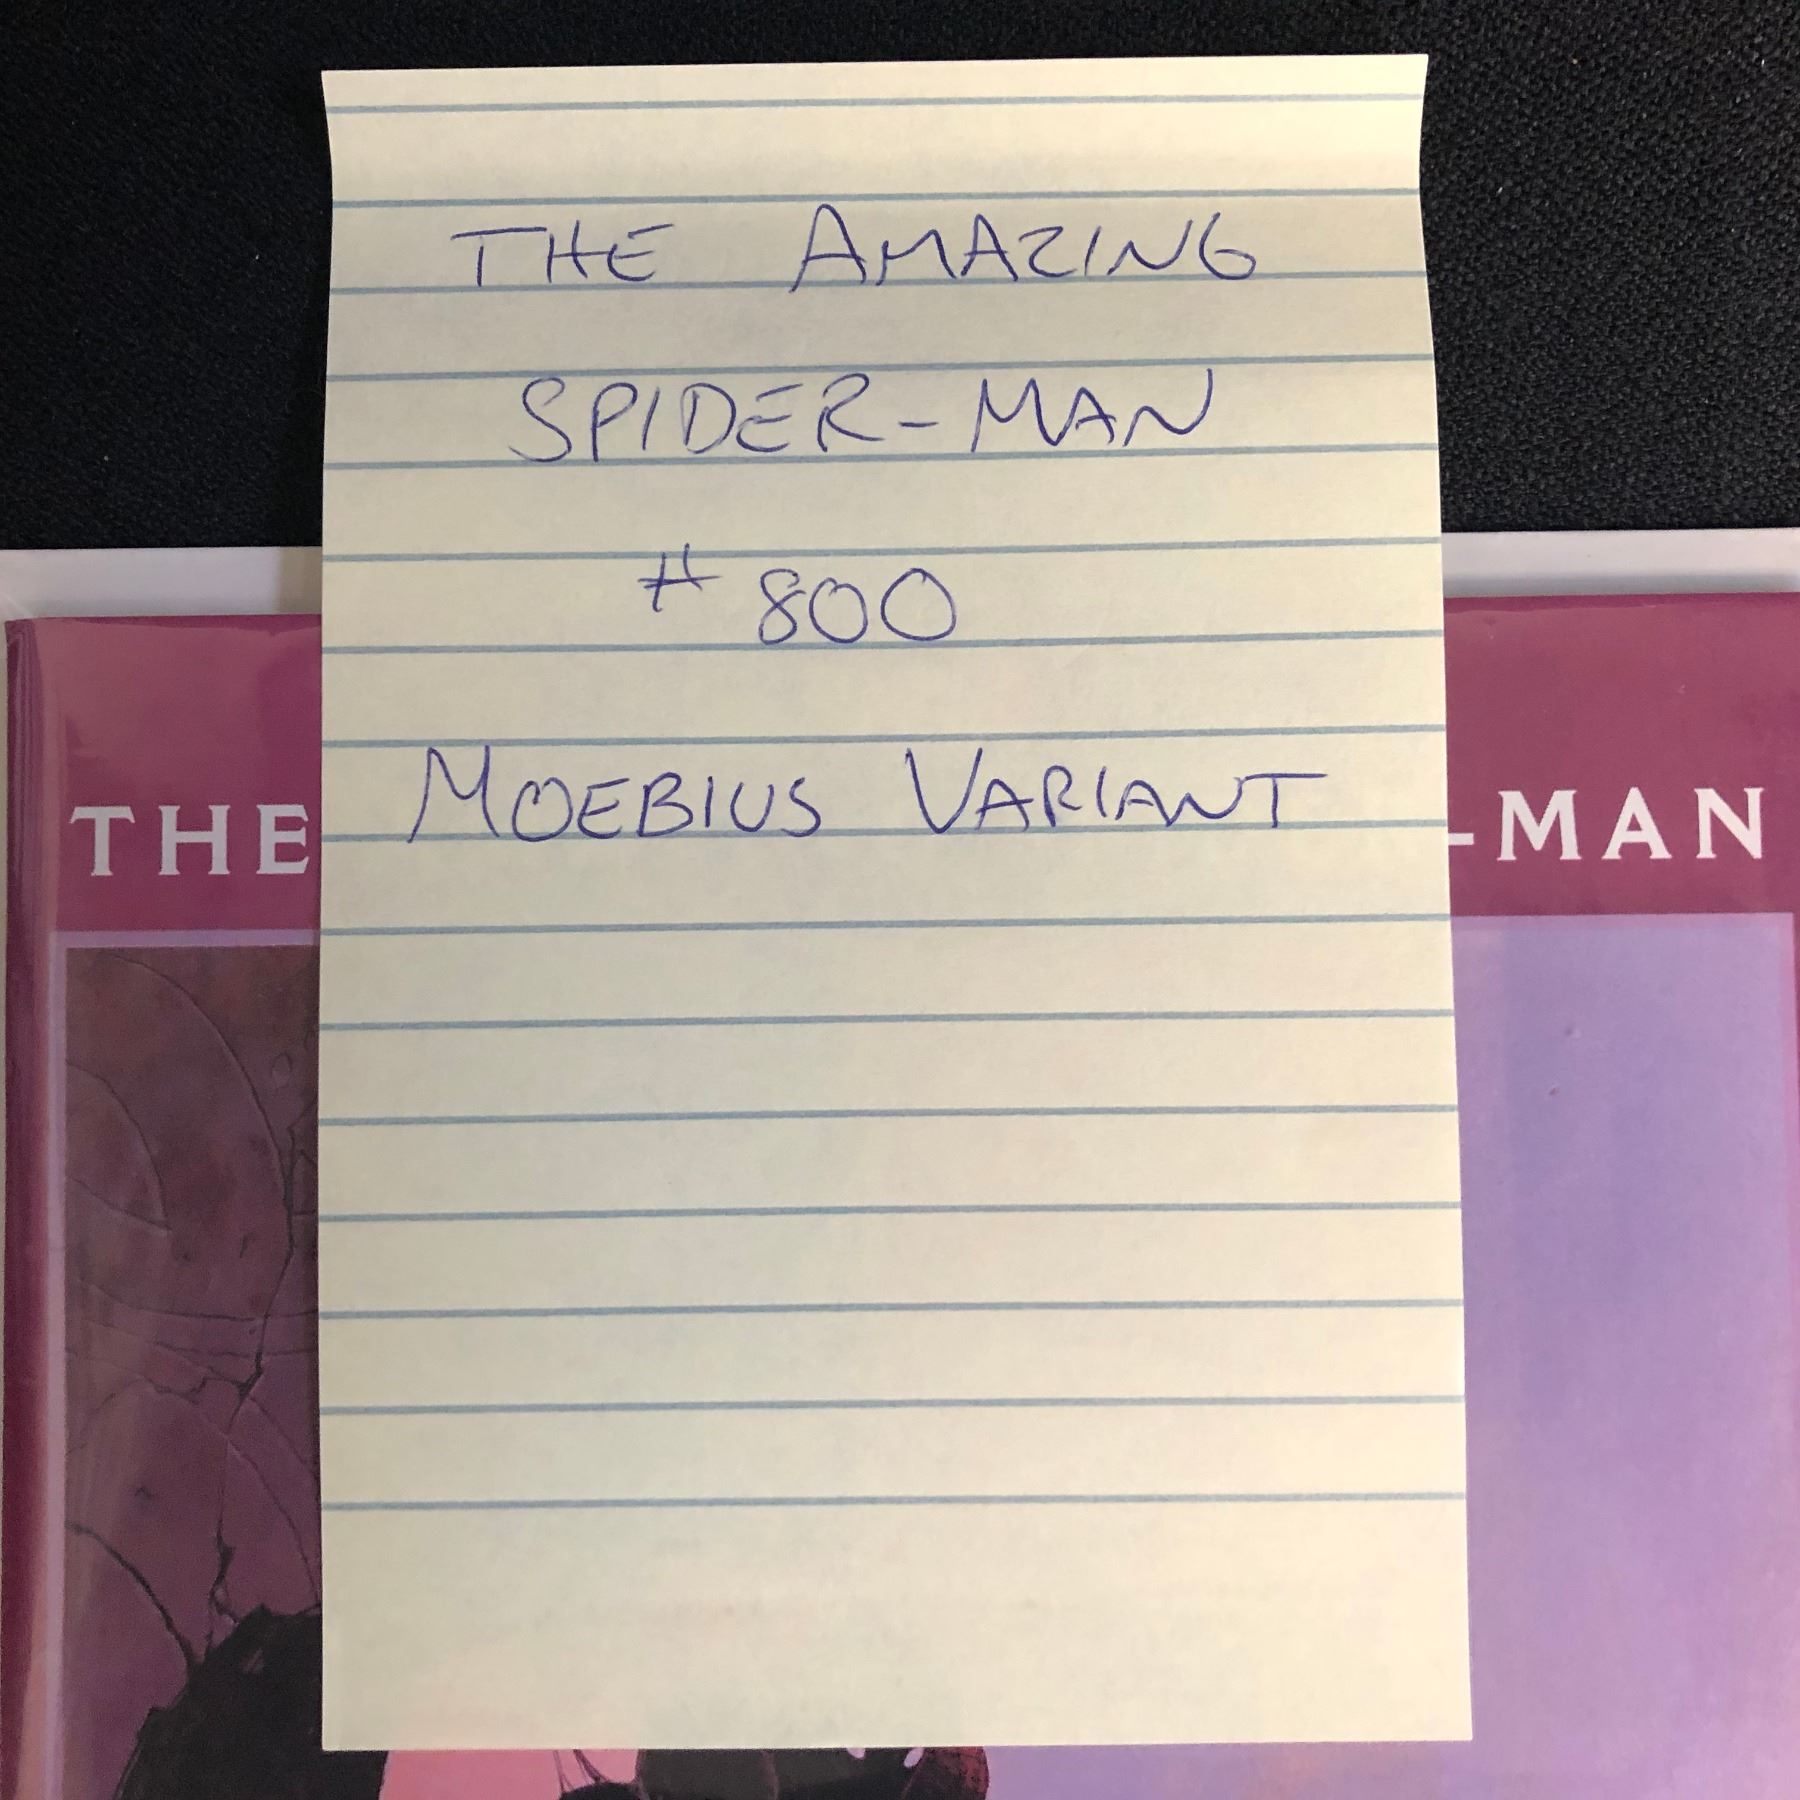 THE AMAZING
SPIDER-MAN
#800
MOEBIUS VARIANT
THE -MAN